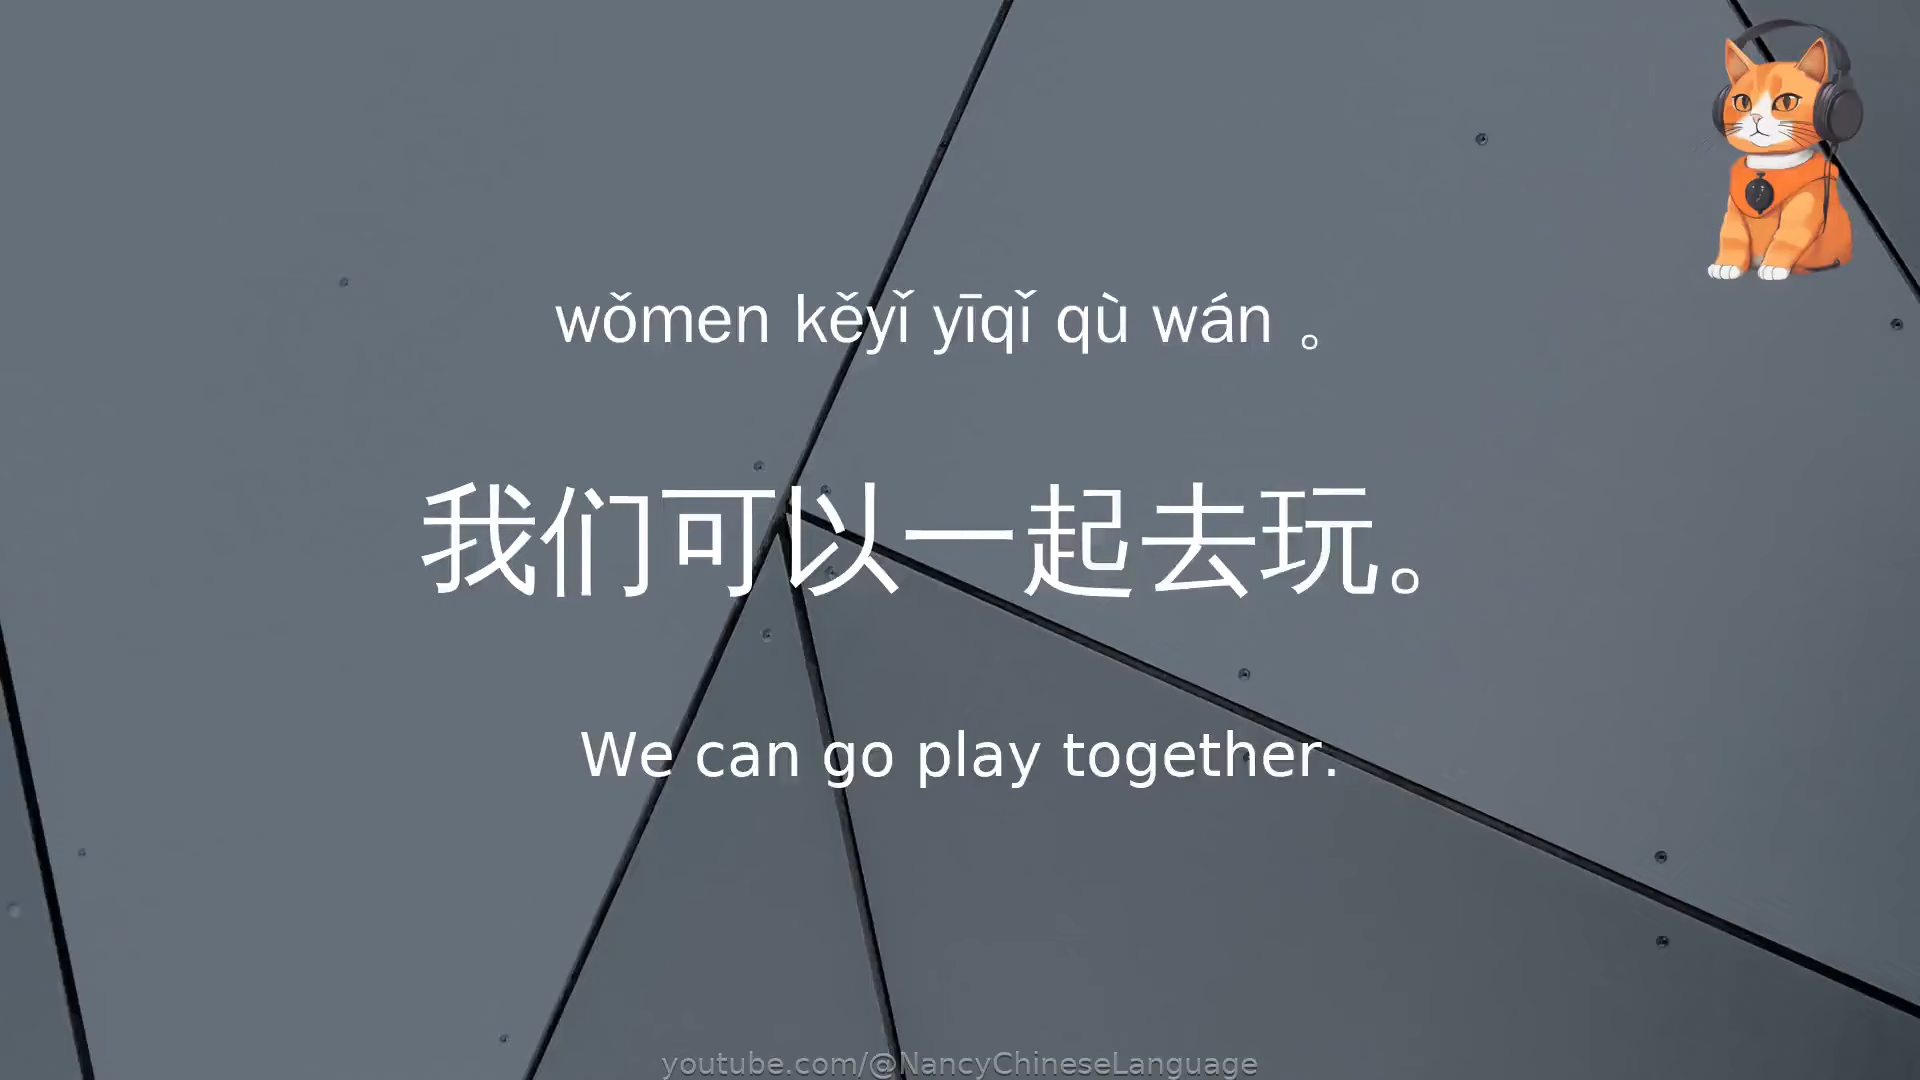 wǒmen kěyǐ yīqǐ qù wán 。
我们可以一起去玩。
We can go play together.
youtube.com/@NancyChineseLanguage